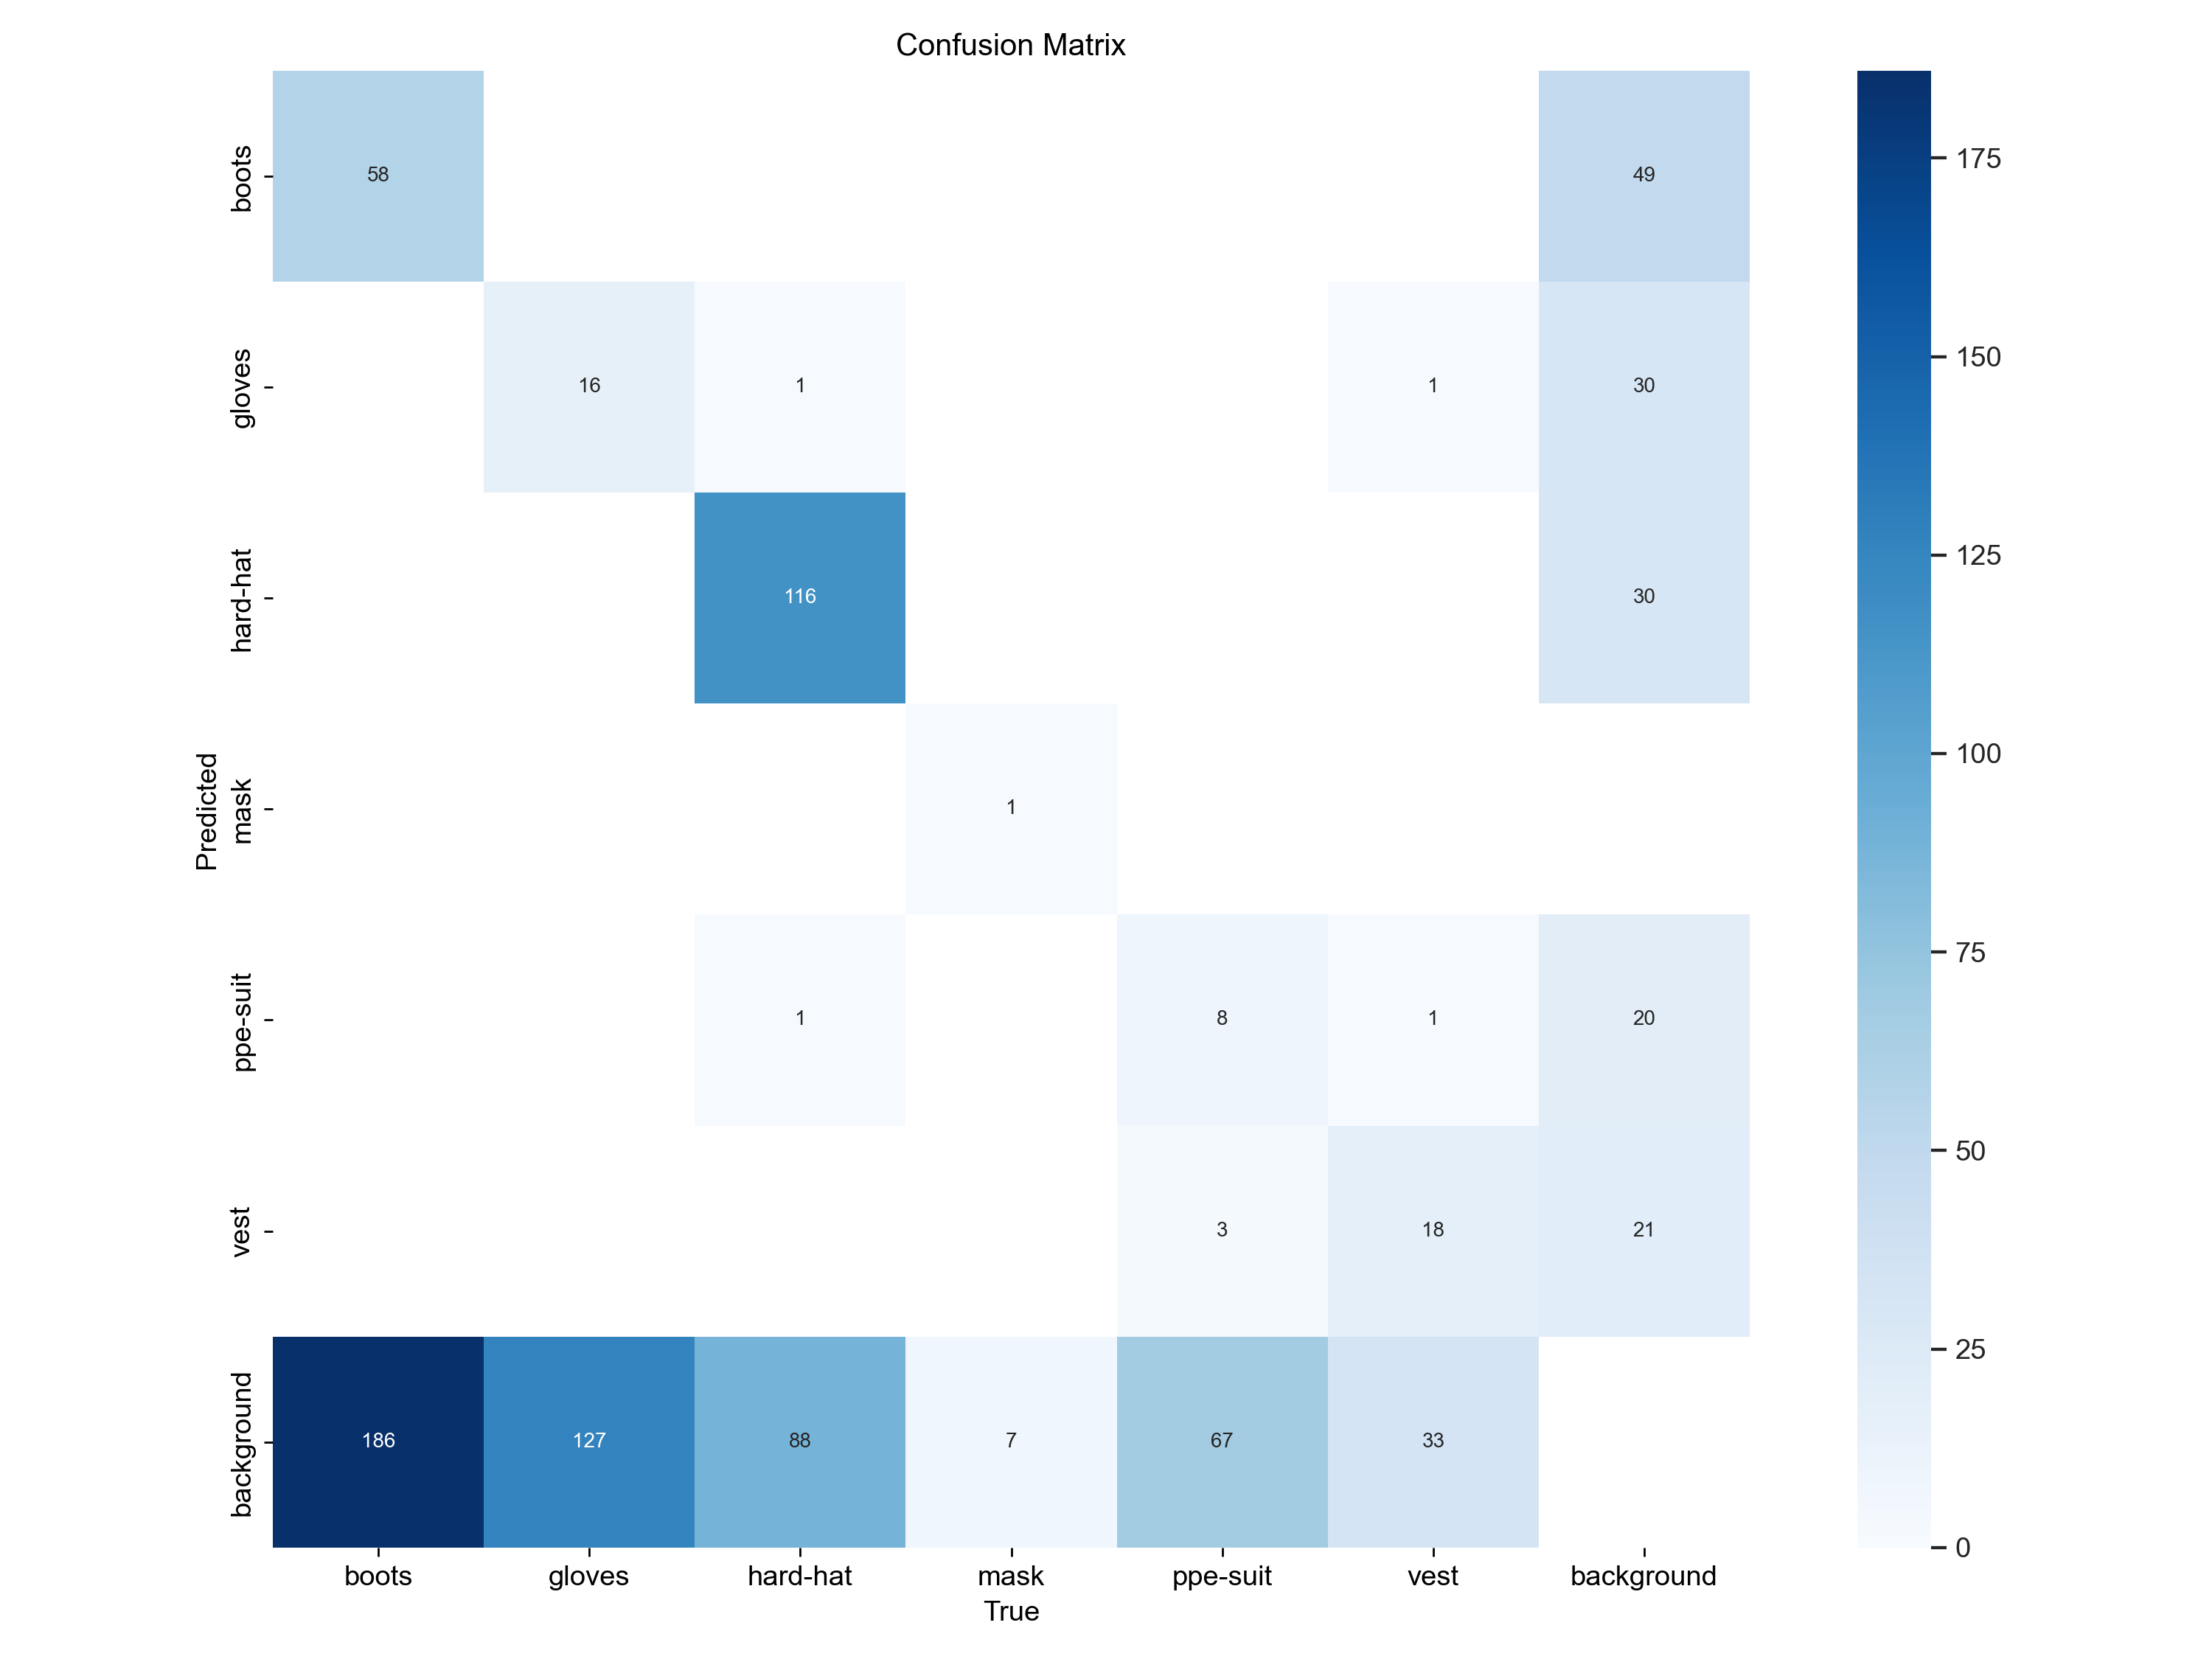 Confusion Matrix
boots
58
49
175
gloves
16
1
1
30
150
hard-hat
116
30
125
Predicted
mask
1
100
ppe-suit
1
8
1
20
75
vest
3
18
21
50
background
186
127
88
7
67
33
25
0
boots gloves hard-hat mask ppe-suit vest background
True